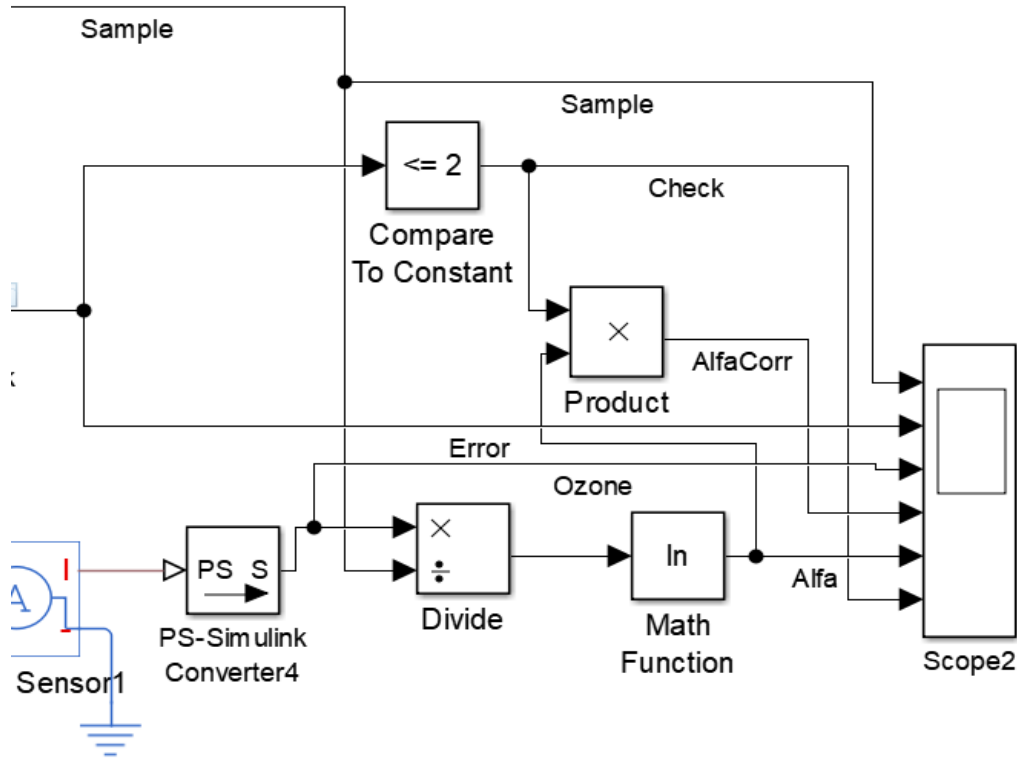 Sample
Sample
<= 2
Check
Compare
To Constant
×
AlfaCorr
Product
Error
Ozone
×
÷
ln
PS S
Alfa
A
Divide
Math
Function
PS-Simulink
Converter4
Sensor1
Scope2